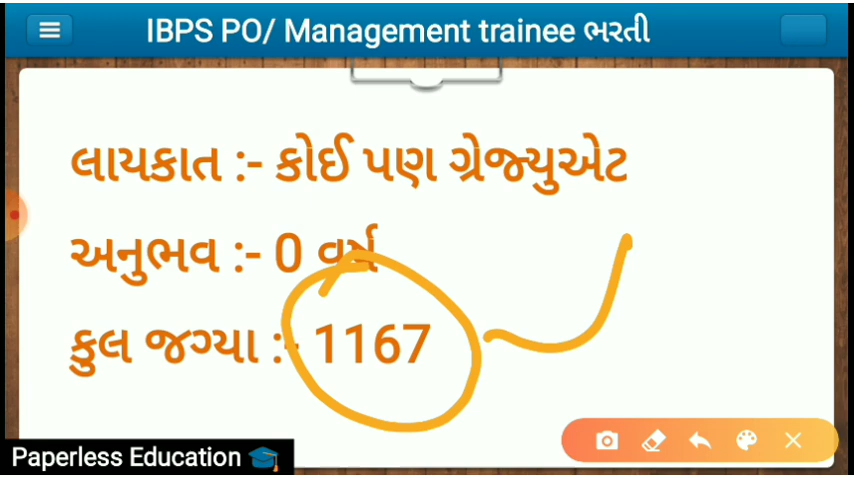 IBPS PO/ Management trainee ભરતી
લાયકાત :- કોઈ પણ ગ્રેજ્યુએટ
અનુભવ :- 0 વર્ષ
કુલ જગ્યા :- 1167
Paperless Education